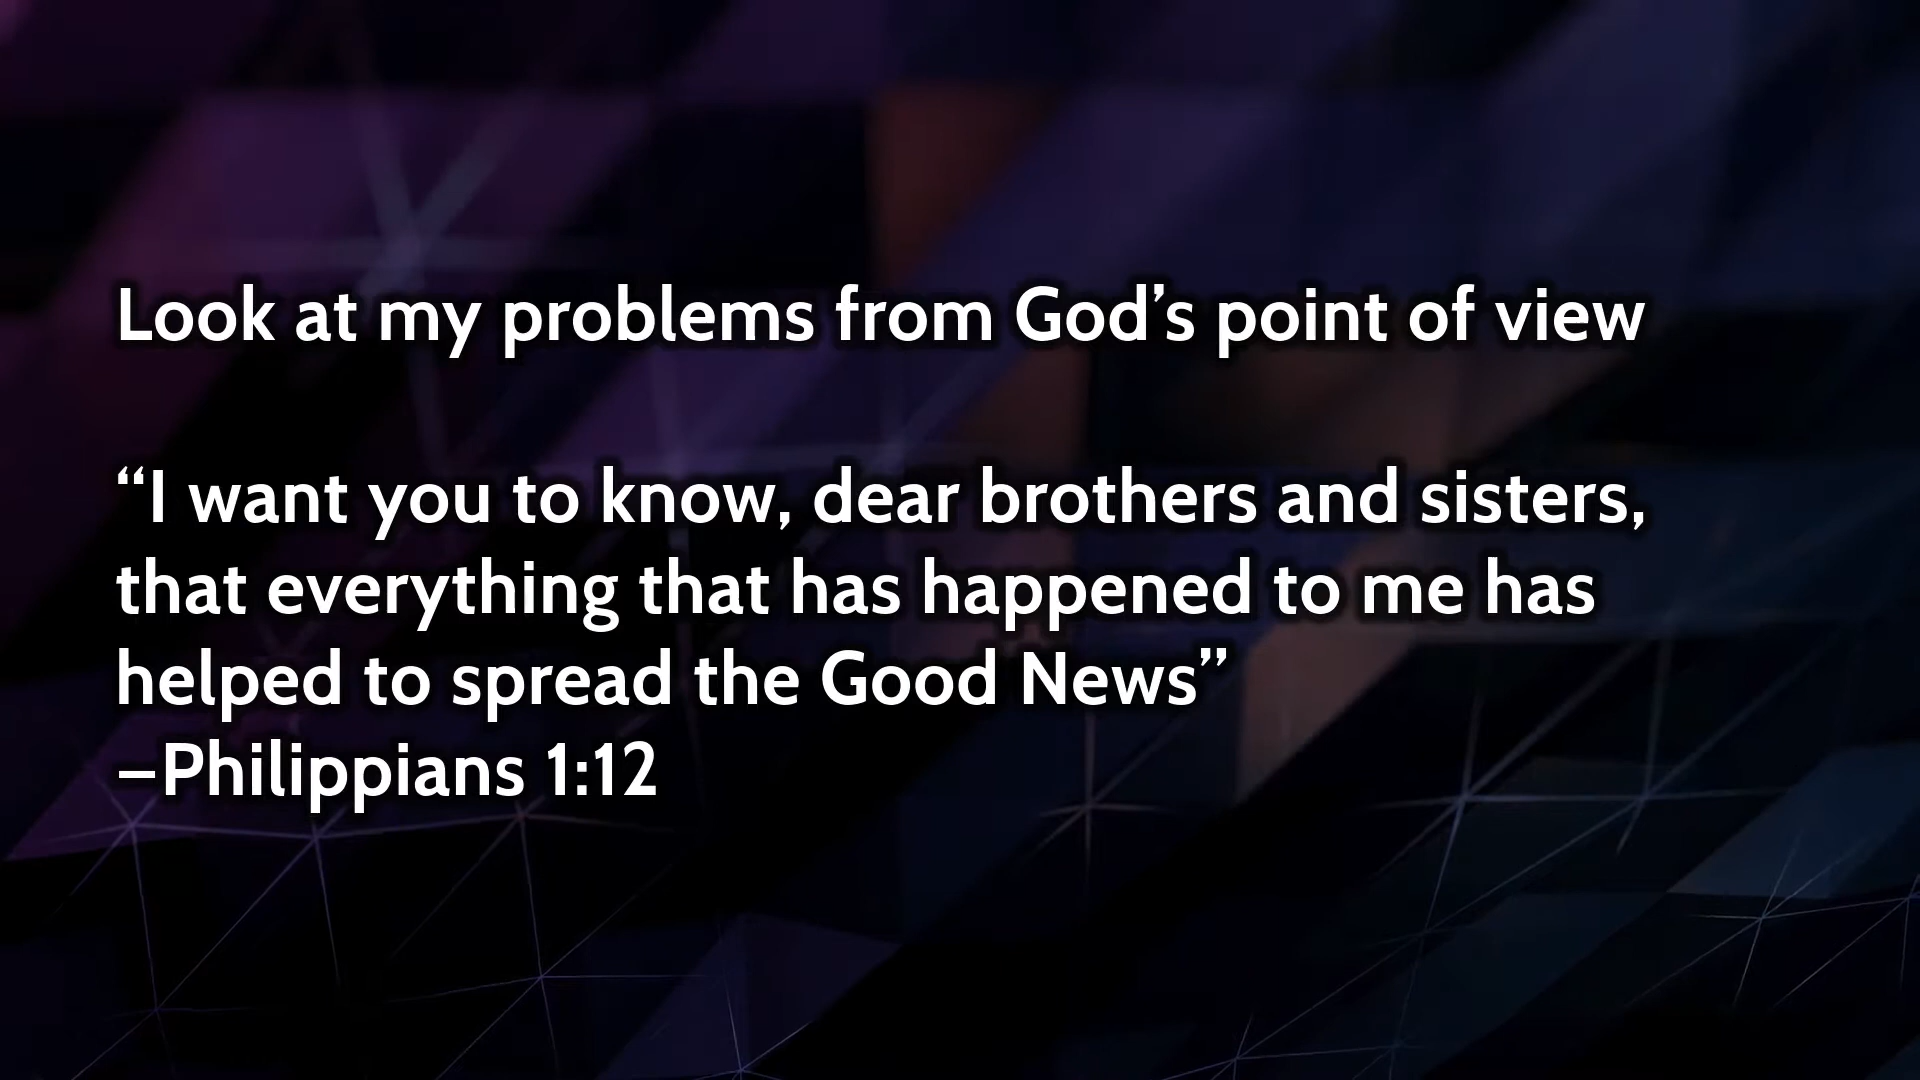 Look at my problems from God’s point of view
“I want you to know, dear brothers and sisters,
that everything that has happened to me has
helped to spread the Good News”
–Philippians 1:12